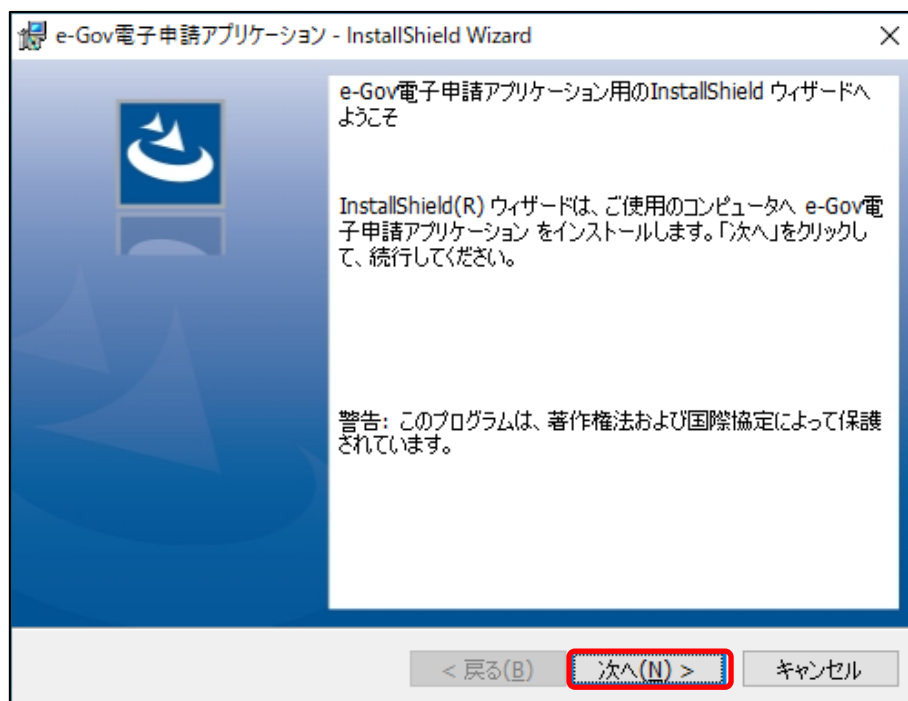 e-Gov電子申請アプリケーション - InstallShield Wizard
e-Gov電子申請アプリケーション用のInstallShield ウィザードへ
ようこそ
InstallShield(R) ウィザードは、ご使用のコンピュータへ e-Gov電
子申請アプリケーション をインストールします。「次へ」をクリックし
て、続行してください。
警告: このプログラムは、著作権法および国際協定によって保護
されています。
< 戻る(B)
次へ(N) >
キャンセル